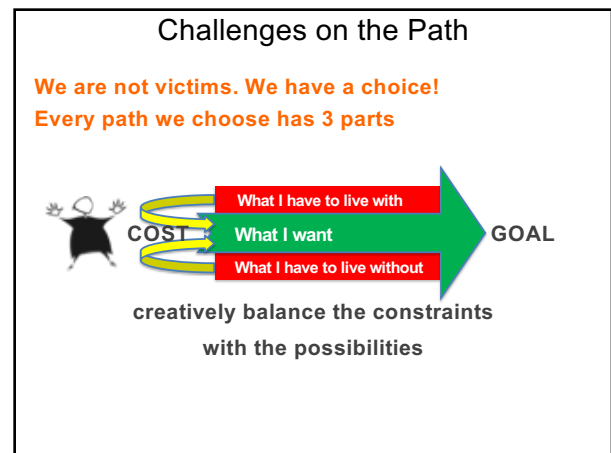 Challenges on the Path
We are not victims. We have a choice!
Every path we choose has 3 parts
What I have to live with
COST What I want GOAL
What I have to live without
creatively balance the constraints
with the possibilities